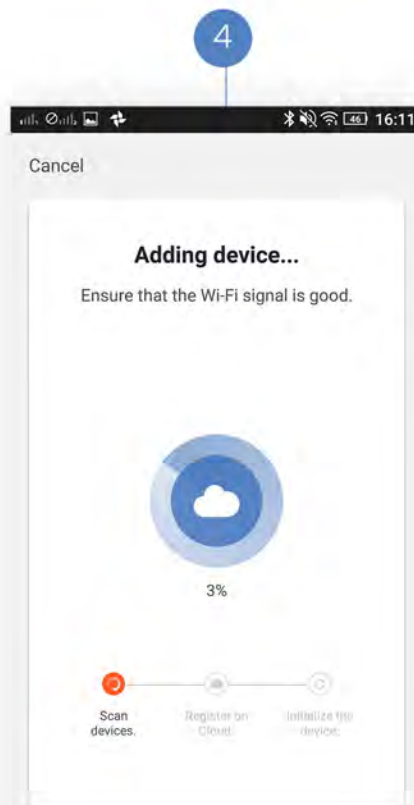 4
46 16:11
Cancel
Adding device...
Ensure that the Wi-Fi signal is good.
3%
Scan
devices.
Register on
Cloud.
Initialize the
device.